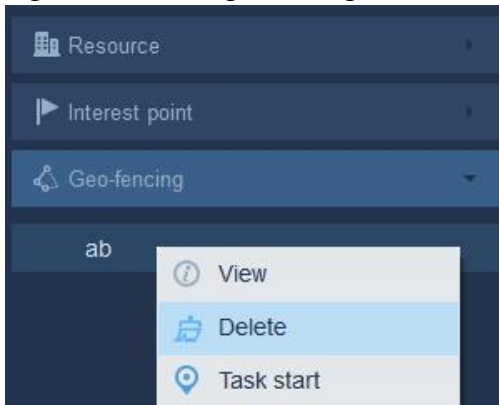 Resource
Interest point
Geo-fencing
ab
View
Delete
Task start